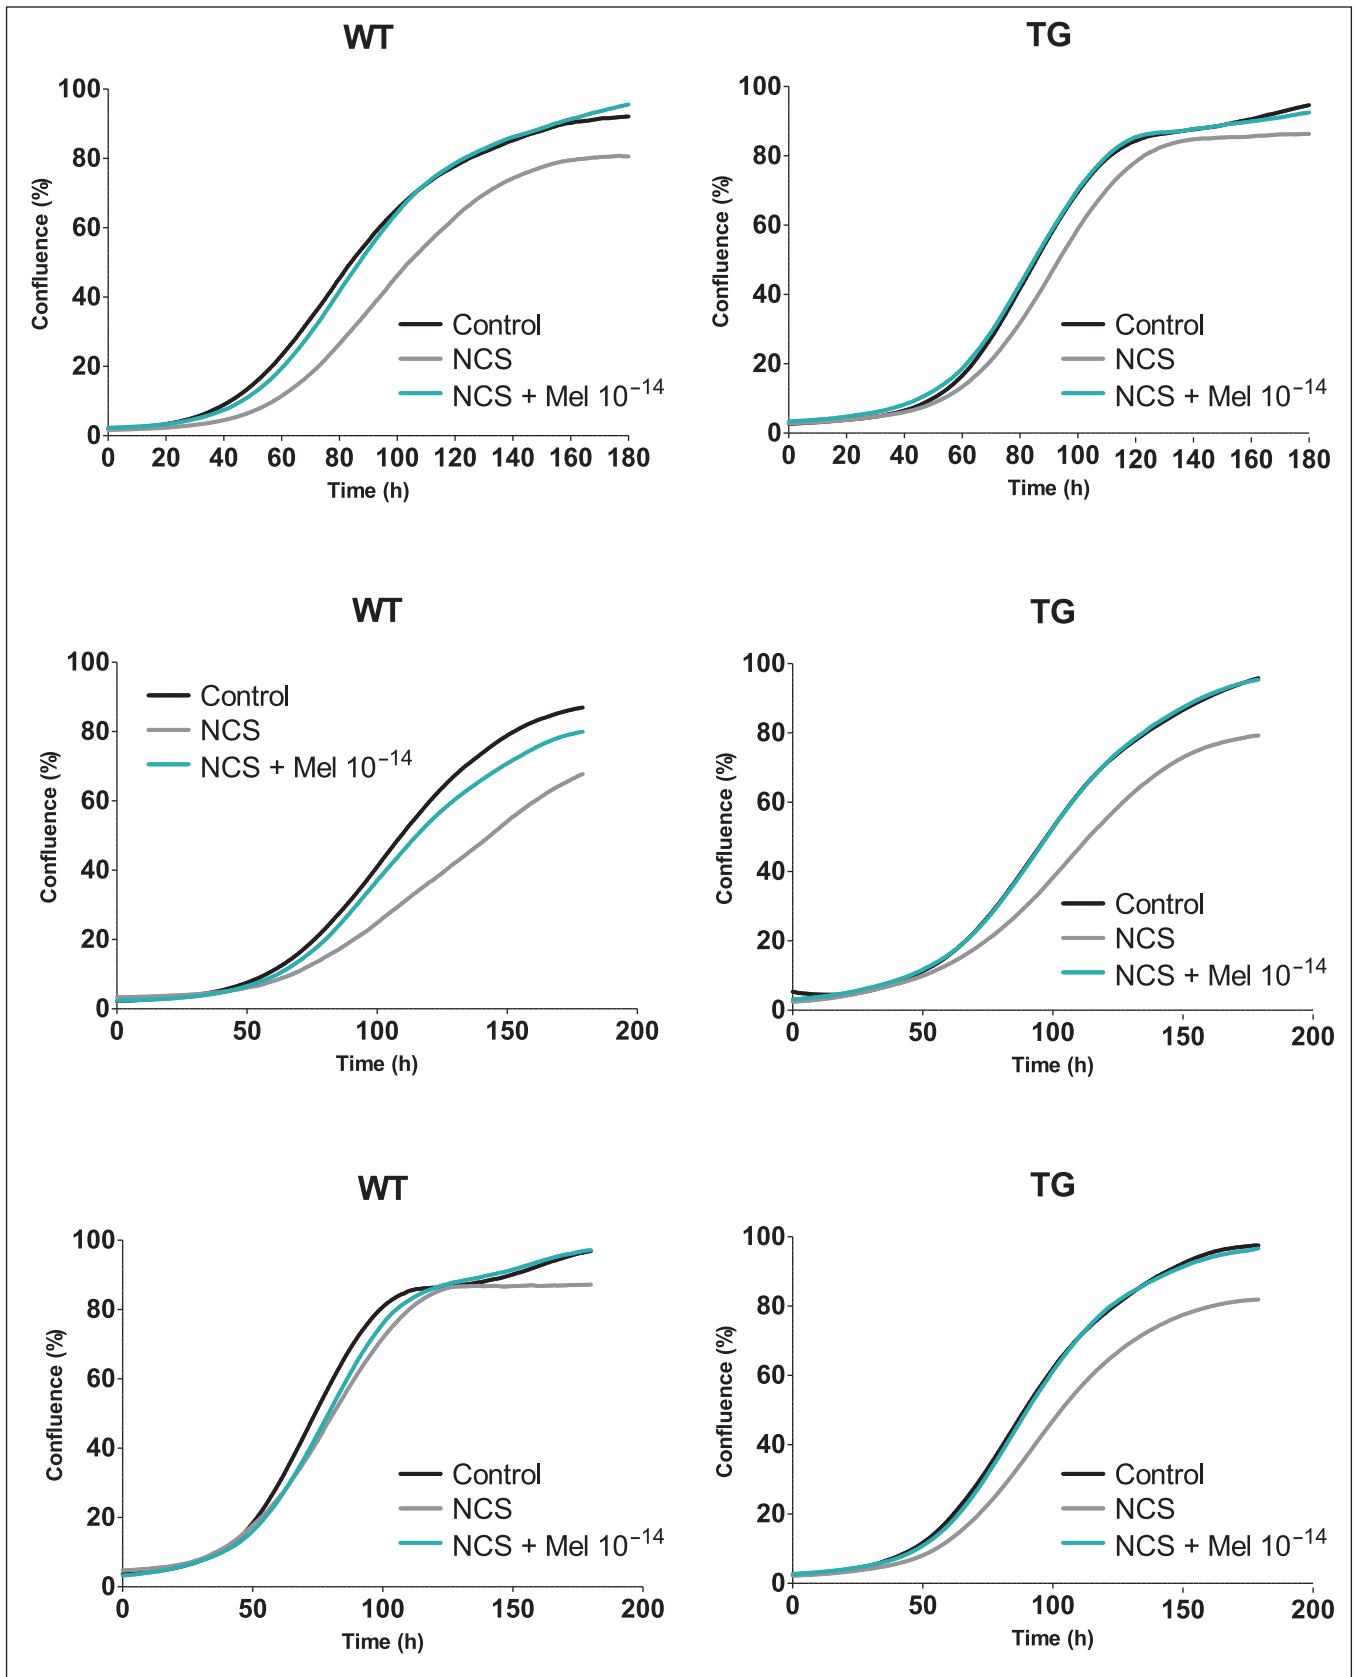 WT
100
80
60
40
20
0
Confluence (%)
Control
NCS
NCS + Mel 10⁻¹⁴
0 20 40 60 80 100 120 140 160 180
Time (h)
TG
100
80
60
40
20
0
Confluence (%)
Control
NCS
NCS + Mel 10⁻¹⁴
0 20 40 60 80 100 120 140 160 180
Time (h)
WT
100
80
60
40
20
0
Confluence (%)
Control
NCS
NCS + Mel 10⁻¹⁴
0 50 100 150 200
Time (h)
TG
100
80
60
40
20
0
Confluence (%)
Control
NCS
NCS + Mel 10⁻¹⁴
0 50 100 150 200
Time (h)
WT
100
80
60
40
20
0
Confluence (%)
Control
NCS
NCS + Mel 10⁻¹⁴
0 50 100 150 200
Time (h)
TG
100
80
60
40
20
0
Confluence (%)
Control
NCS
NCS + Mel 10⁻¹⁴
0 50 100 150 200
Time (h)